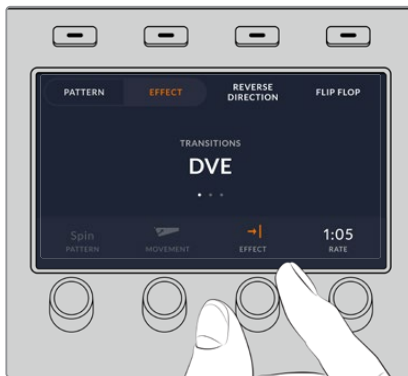 PATTERN
EFFECT
REVERSE
DIRECTION
FLIP FLOP
TRANSITIONS
DVE
Spin
PATTERN
MOVEMENT
EFFECT
1:05
RATE